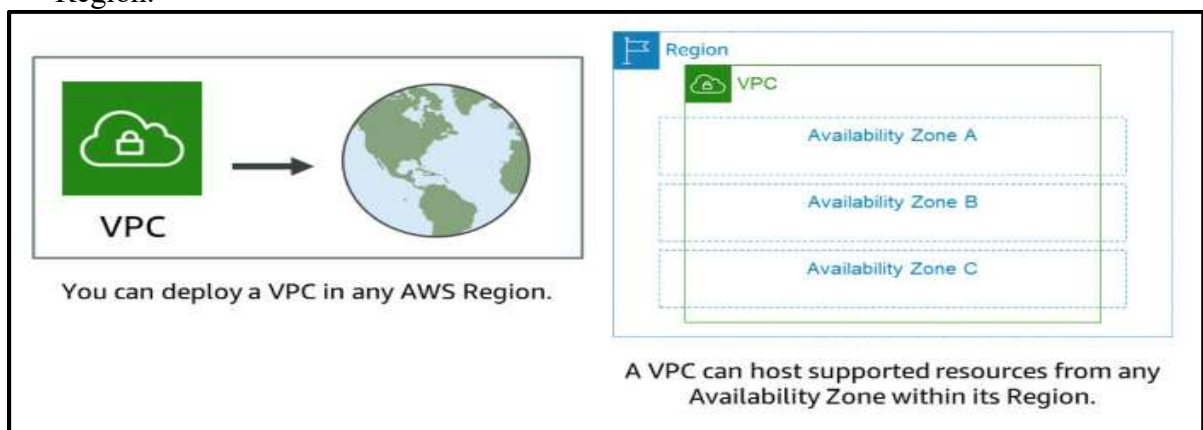 Region.
VPC
You can deploy a VPC in any AWS Region.
Region
VPC
Availability Zone A
Availability Zone B
Availability Zone C
A VPC can host supported resources from any
Availability Zone within its Region.